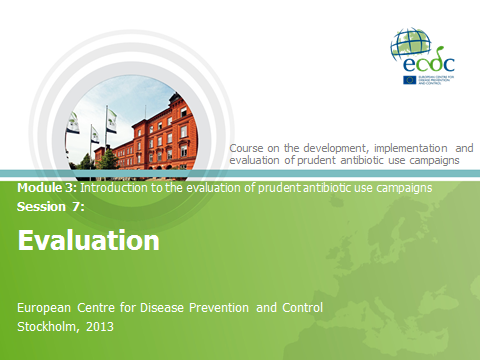 ecdc
EUROPEAN CENTRE FOR
DISEASE PREVENTION
AND CONTROL
Course on the development, implementation and
evaluation of prudent antibiotic use campaigns
Module 3: Introduction to the evaluation of prudent antibiotic use campaigns
Session 7:
Evaluation
European Centre for Disease Prevention and Control
Stockholm, 2013